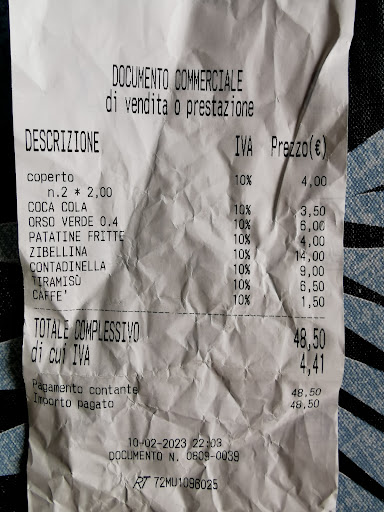 DOCUMENTO COMMERCIALE
di vendita o prestazione
DESCRIZIONE IVA Prezzo(€)
coperto 10% 4,00
n.2 * 2,00
COCA COLA 10% 3,50
ORSO VERDE 0.4 10% 6,00
PATATINE FRITTE 10% 4,00
ZIBELLINA 10% 14,00
CONTADINELLA 10% 9,00
TIRAMISÙ 10% 6,50
CAFFE' 10% 1,50
TOTALE COMPLESSIVO 48,50
di cui IVA 4,41
Pagamento contante 48,50
Importo pagato 48,50
10-02-2023 22:03
DOCUMENTO N. 0609-0039
RT 72MU1098025